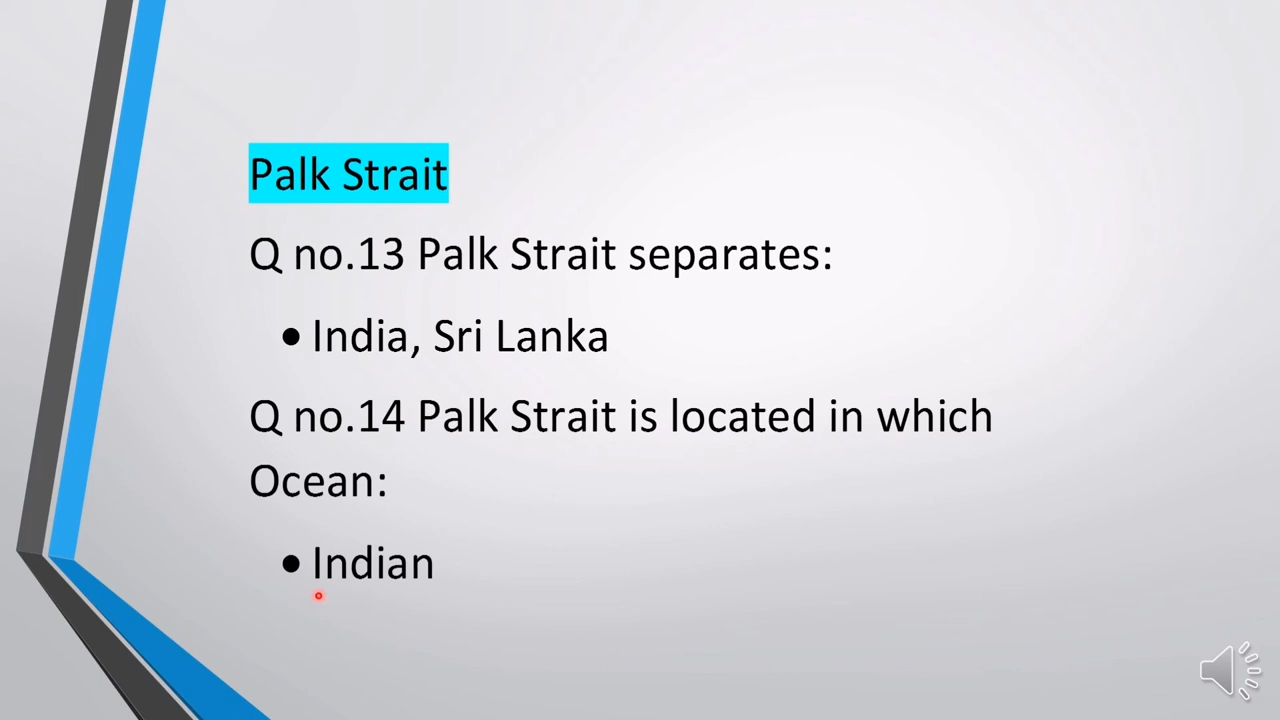 Palk Strait
Q no.13 Palk Strait separates:
• India, Sri Lanka
Q no.14 Palk Strait is located in which
Ocean:
• Indian